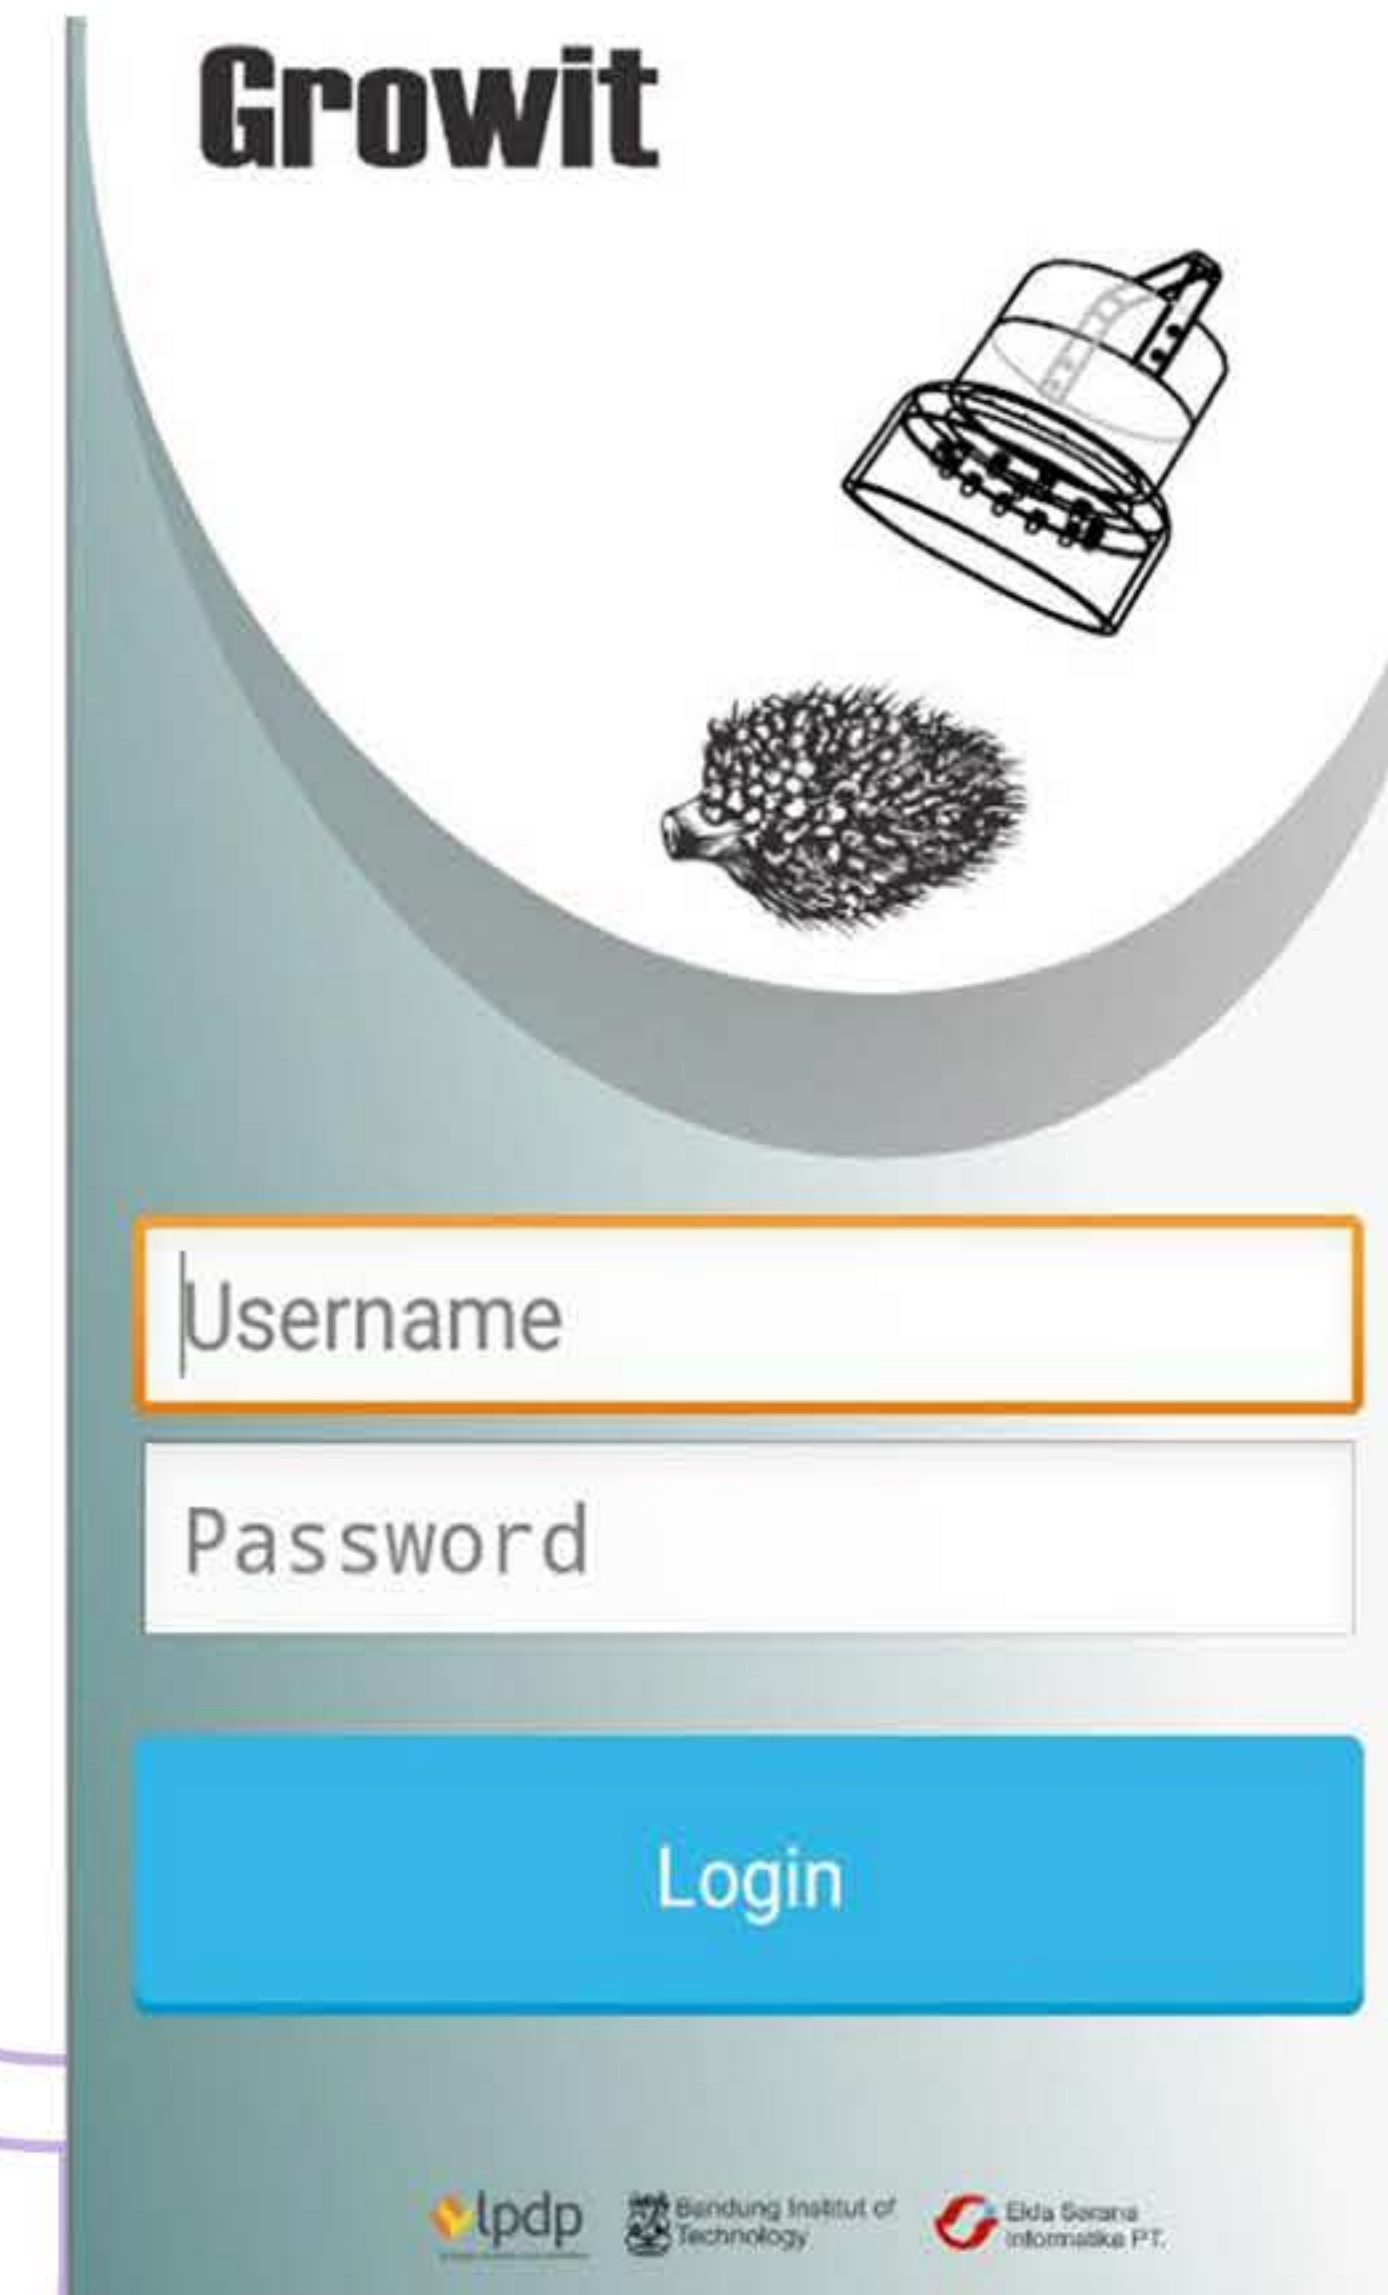 Growit
Username
Password
Login
lpdp
Bandung Institut of
Technology
Elda Sarana
Informatika PT.